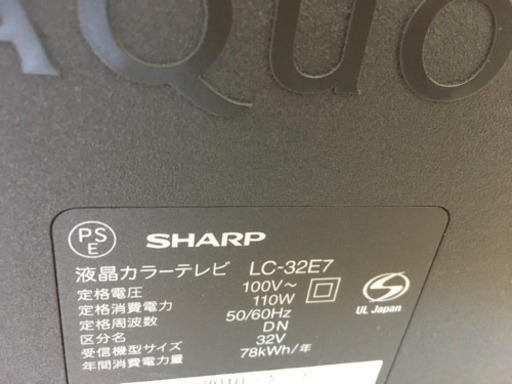 AQUO
PS
E
SHARP
液晶カラーテレビ LC-32E7
定格電圧 100V～
定格消費電力 110W
定格周波数 50/60Hz
区分名 DN
受信機型サイズ 32V
年間消費電力量 78kWh/年
S
UL Japan